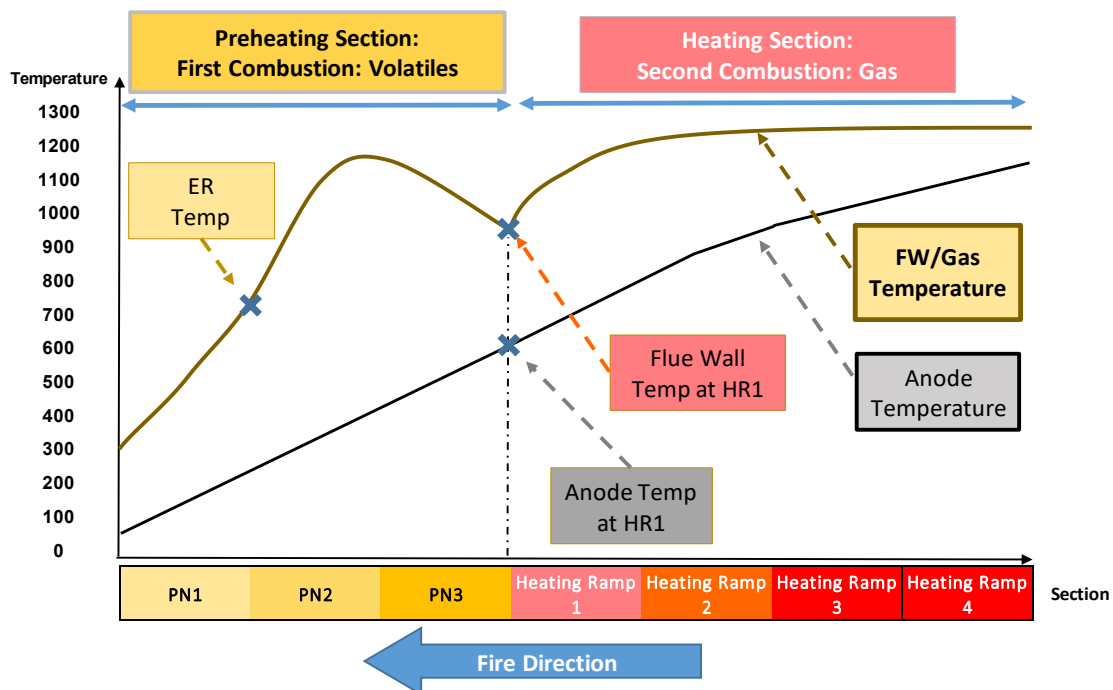 Preheating Section:
First Combustion: Volatiles
Heating Section:
Second Combustion: Gas
Temperature
1300
1200
1100
1000
900
800
700
600
500
400
300
200
100
0
ER
Temp
FW/Gas
Temperature
Flue Wall
Temp at HR1
Anode
Temperature
Anode Temp
at HR1
PN1
PN2
PN3
Heating Ramp
1
Heating Ramp
2
Heating Ramp
3
Heating Ramp
4
Section
Fire Direction